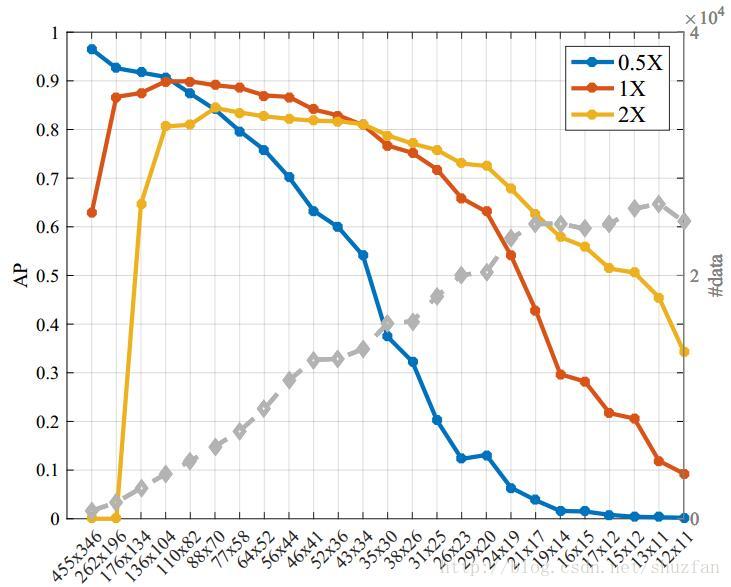 ×10⁴
1
0.9
0.8
0.7
0.6
0.5
0.4
0.3
0.2
0.1
0
AP
0.5X
1X
2X
4
2
0
#data
455x346
262x196
176x134
136x104
110x82
88x70
77x58
64x52
56x44
46x41
52x36
43x34
35x30
38x26
31x25
26x23
29x20
24x19
21x17
19x14
16x15
17x12
15x12
13x11
12x11
http://blog.csdn.net/shuzfan